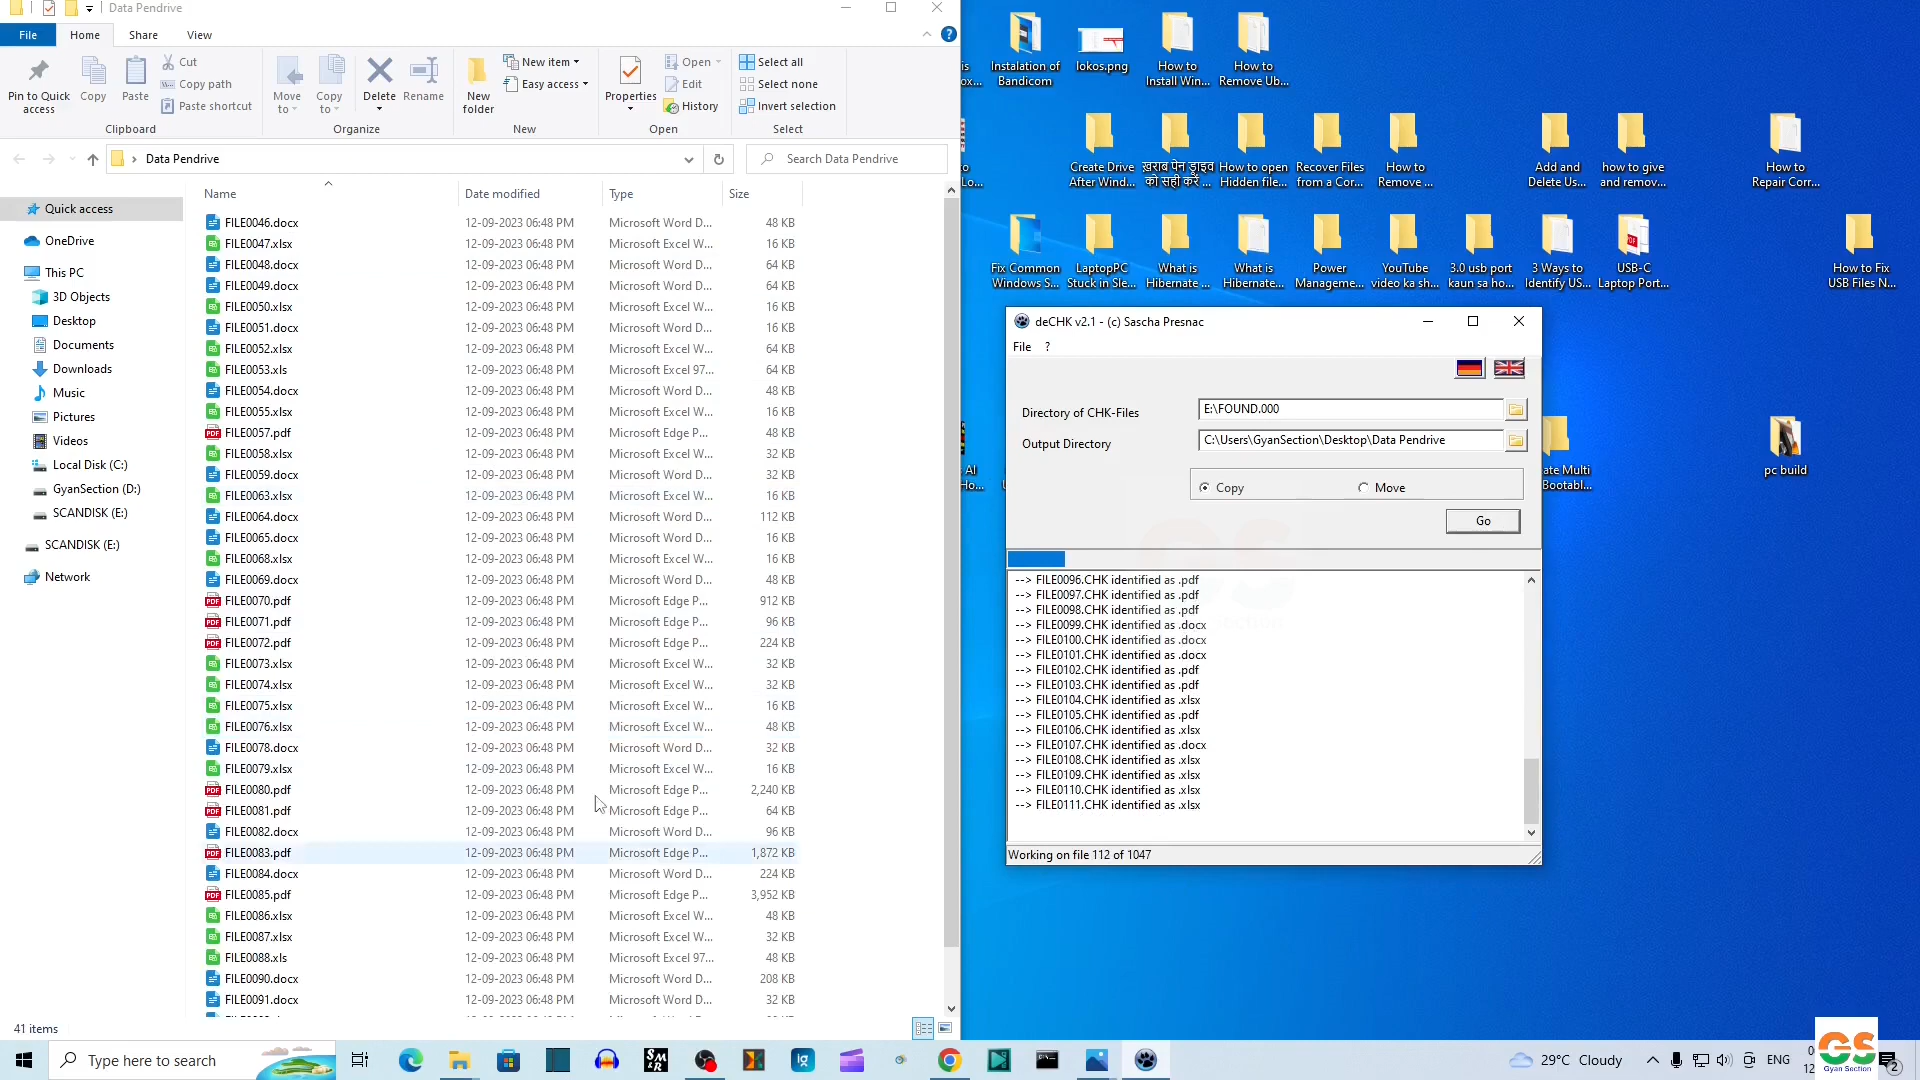 Data Pendrive
File Home Share View
Pin to Quick access
Copy
Paste
Cut
Copy path
Paste shortcut
Clipboard
Move to
Copy to
Delete
Rename
Organize
New folder
New item
Easy access
New
Properties
Open
Edit
History
Open
Select all
Select none
Invert selection
Select
Data Pendrive
Search Data Pendrive
Quick access
OneDrive
This PC
3D Objects
Desktop
Documents
Downloads
Music
Pictures
Videos
Local Disk (C:)
GyanSection (D:)
SCANDISK (E:)
SCANDISK (E:)
Network
Name Date modified Type Size
FILE0046.docx 12-09-2023 06:48 PM Microsoft Word D... 48 KB
FILE0047.xlsx 12-09-2023 06:48 PM Microsoft Excel W... 16 KB
FILE0048.docx 12-09-2023 06:48 PM Microsoft Word D... 64 KB
FILE0049.docx 12-09-2023 06:48 PM Microsoft Word D... 64 KB
FILE0050.xlsx 12-09-2023 06:48 PM Microsoft Excel W... 16 KB
FILE0051.docx 12-09-2023 06:48 PM Microsoft Word D... 16 KB
FILE0052.xlsx 12-09-2023 06:48 PM Microsoft Excel W... 64 KB
FILE0053.xls 12-09-2023 06:48 PM Microsoft Excel 97... 64 KB
FILE0054.docx 12-09-2023 06:48 PM Microsoft Word D... 48 KB
FILE0055.xlsx 12-09-2023 06:48 PM Microsoft Excel W... 16 KB
FILE0057.pdf 12-09-2023 06:48 PM Microsoft Edge P... 48 KB
FILE0058.xlsx 12-09-2023 06:48 PM Microsoft Excel W... 32 KB
FILE0059.docx 12-09-2023 06:48 PM Microsoft Word D... 32 KB
FILE0063.xlsx 12-09-2023 06:48 PM Microsoft Excel W... 16 KB
FILE0064.docx 12-09-2023 06:48 PM Microsoft Word D... 112 KB
FILE0065.docx 12-09-2023 06:48 PM Microsoft Word D... 16 KB
FILE0068.xlsx 12-09-2023 06:48 PM Microsoft Excel W... 16 KB
FILE0069.docx 12-09-2023 06:48 PM Microsoft Word D... 48 KB
FILE0070.pdf 12-09-2023 06:48 PM Microsoft Edge P... 912 KB
FILE0071.pdf 12-09-2023 06:48 PM Microsoft Edge P... 96 KB
FILE0072.pdf 12-09-2023 06:48 PM Microsoft Edge P... 224 KB
FILE0073.xlsx 12-09-2023 06:48 PM Microsoft Excel W... 32 KB
FILE0074.xlsx 12-09-2023 06:48 PM Microsoft Excel W... 32 KB
FILE0075.xlsx 12-09-2023 06:48 PM Microsoft Excel W... 16 KB
FILE0076.xlsx 12-09-2023 06:48 PM Microsoft Excel W... 48 KB
FILE0078.docx 12-09-2023 06:48 PM Microsoft Word D... 32 KB
FILE0079.xlsx 12-09-2023 06:48 PM Microsoft Excel W... 16 KB
FILE0080.pdf 12-09-2023 06:48 PM Microsoft Edge P... 2,240 KB
FILE0081.pdf 12-09-2023 06:48 PM Microsoft Edge P... 64 KB
FILE0082.docx 12-09-2023 06:48 PM Microsoft Word D... 96 KB
FILE0083.pdf 12-09-2023 06:48 PM Microsoft Edge P... 1,872 KB
FILE0084.docx 12-09-2023 06:48 PM Microsoft Word D... 224 KB
FILE0085.pdf 12-09-2023 06:48 PM Microsoft Edge P... 3,952 KB
FILE0086.xlsx 12-09-2023 06:48 PM Microsoft Excel W... 48 KB
FILE0087.xlsx 12-09-2023 06:48 PM Microsoft Excel W... 32 KB
FILE0088.xls 12-09-2023 06:48 PM Microsoft Excel 97... 48 KB
FILE0090.docx 12-09-2023 06:48 PM Microsoft Word D... 208 KB
FILE0091.docx 12-09-2023 06:48 PM Microsoft Word D... 32 KB
41 items
Instalation of Bandicom
lokos.png
How to Install Win...
How to Remove Ub...
Create Drive After Wind...
ख़राब पेन ड्राइव को सही करें ...
How to open Hidden file...
Recover Files from a Cor...
How to Remove ...
Add and Delete Us...
how to give and remov...
How to Repair Corr...
Fix Common Windows S...
LaptopPC Stuck in Sle...
What is Hibernate ...
What is Hibernate...
Power Manageme...
YouTube video ka sh...
3.0 usb port kaun sa ho...
3 Ways to Identify US...
USB-C Laptop Port...
How to Fix USB Files N...
pc build
deCHK v2.1 - (c) Sascha Presnac
File ?
Directory of CHK-Files E:\FOUND.000
Output Directory C:\Users\GyanSection\Desktop\Data Pendrive
Copy Move
Go
--> FILE0096.CHK identified as .pdf
--> FILE0097.CHK identified as .pdf
--> FILE0098.CHK identified as .pdf
--> FILE0099.CHK identified as .docx
--> FILE0100.CHK identified as .docx
--> FILE0101.CHK identified as .docx
--> FILE0102.CHK identified as .pdf
--> FILE0103.CHK identified as .pdf
--> FILE0104.CHK identified as .xlsx
--> FILE0105.CHK identified as .pdf
--> FILE0106.CHK identified as .xlsx
--> FILE0107.CHK identified as .docx
--> FILE0108.CHK identified as .xlsx
--> FILE0109.CHK identified as .xlsx
--> FILE0110.CHK identified as .xlsx
--> FILE0111.CHK identified as .xlsx
Working on file 112 of 1047
Type here to search
29°C Cloudy
ENG
GS
Gyan Section
2